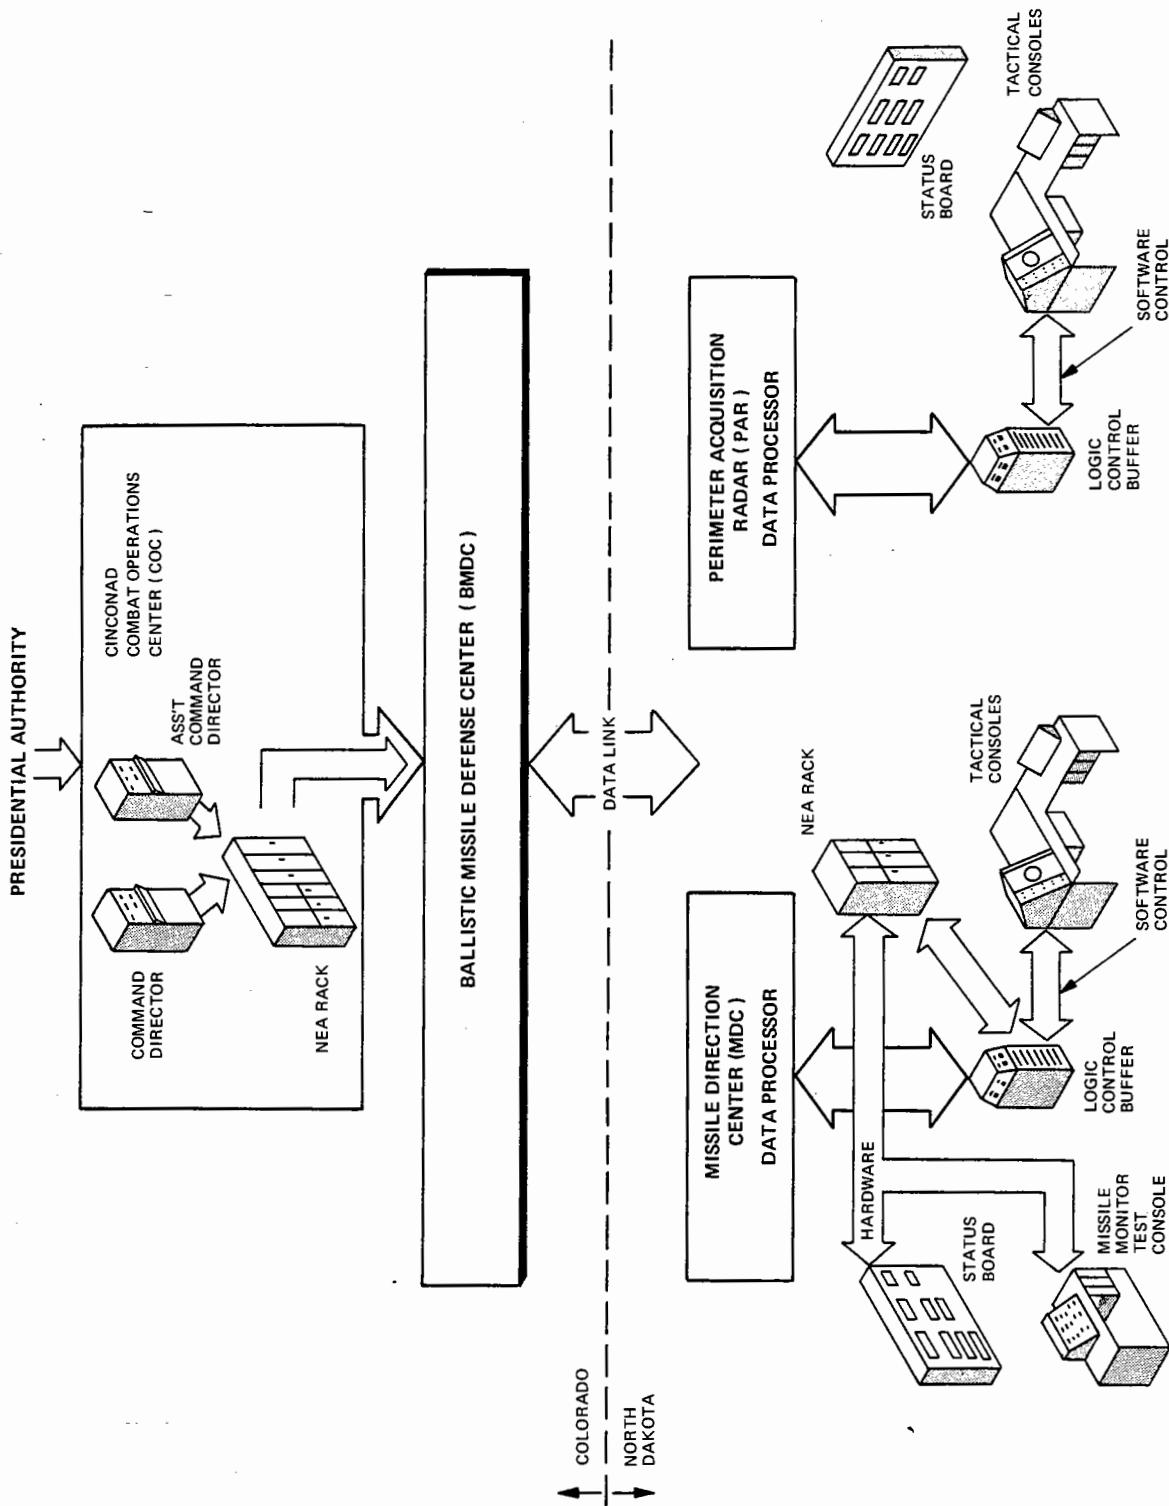 PRESIDENTIAL AUTHORITY
CINCONAD
COMBAT OPERATIONS
CENTER ( COC )
COMMAND
DIRECTOR
ASS'T
COMMAND
DIRECTOR
NEA RACK
BALLISTIC MISSILE DEFENSE CENTER ( BMDC )
COLORADO
NORTH
DAKOTA
DATA LINK
MISSILE DIRECTION
CENTER (MDC)
DATA PROCESSOR
PERIMETER ACQUISITION
RADAR ( PAR )
DATA PROCESSOR
NEA RACK
HARDWARE
STATUS
BOARD
MISSILE
MONITOR
TEST
CONSOLE
LOGIC
CONTROL
BUFFER
SOFTWARE
CONTROL
TACTICAL
CONSOLES
STATUS
BOARD
LOGIC
CONTROL
BUFFER
SOFTWARE
CONTROL
TACTICAL
CONSOLES